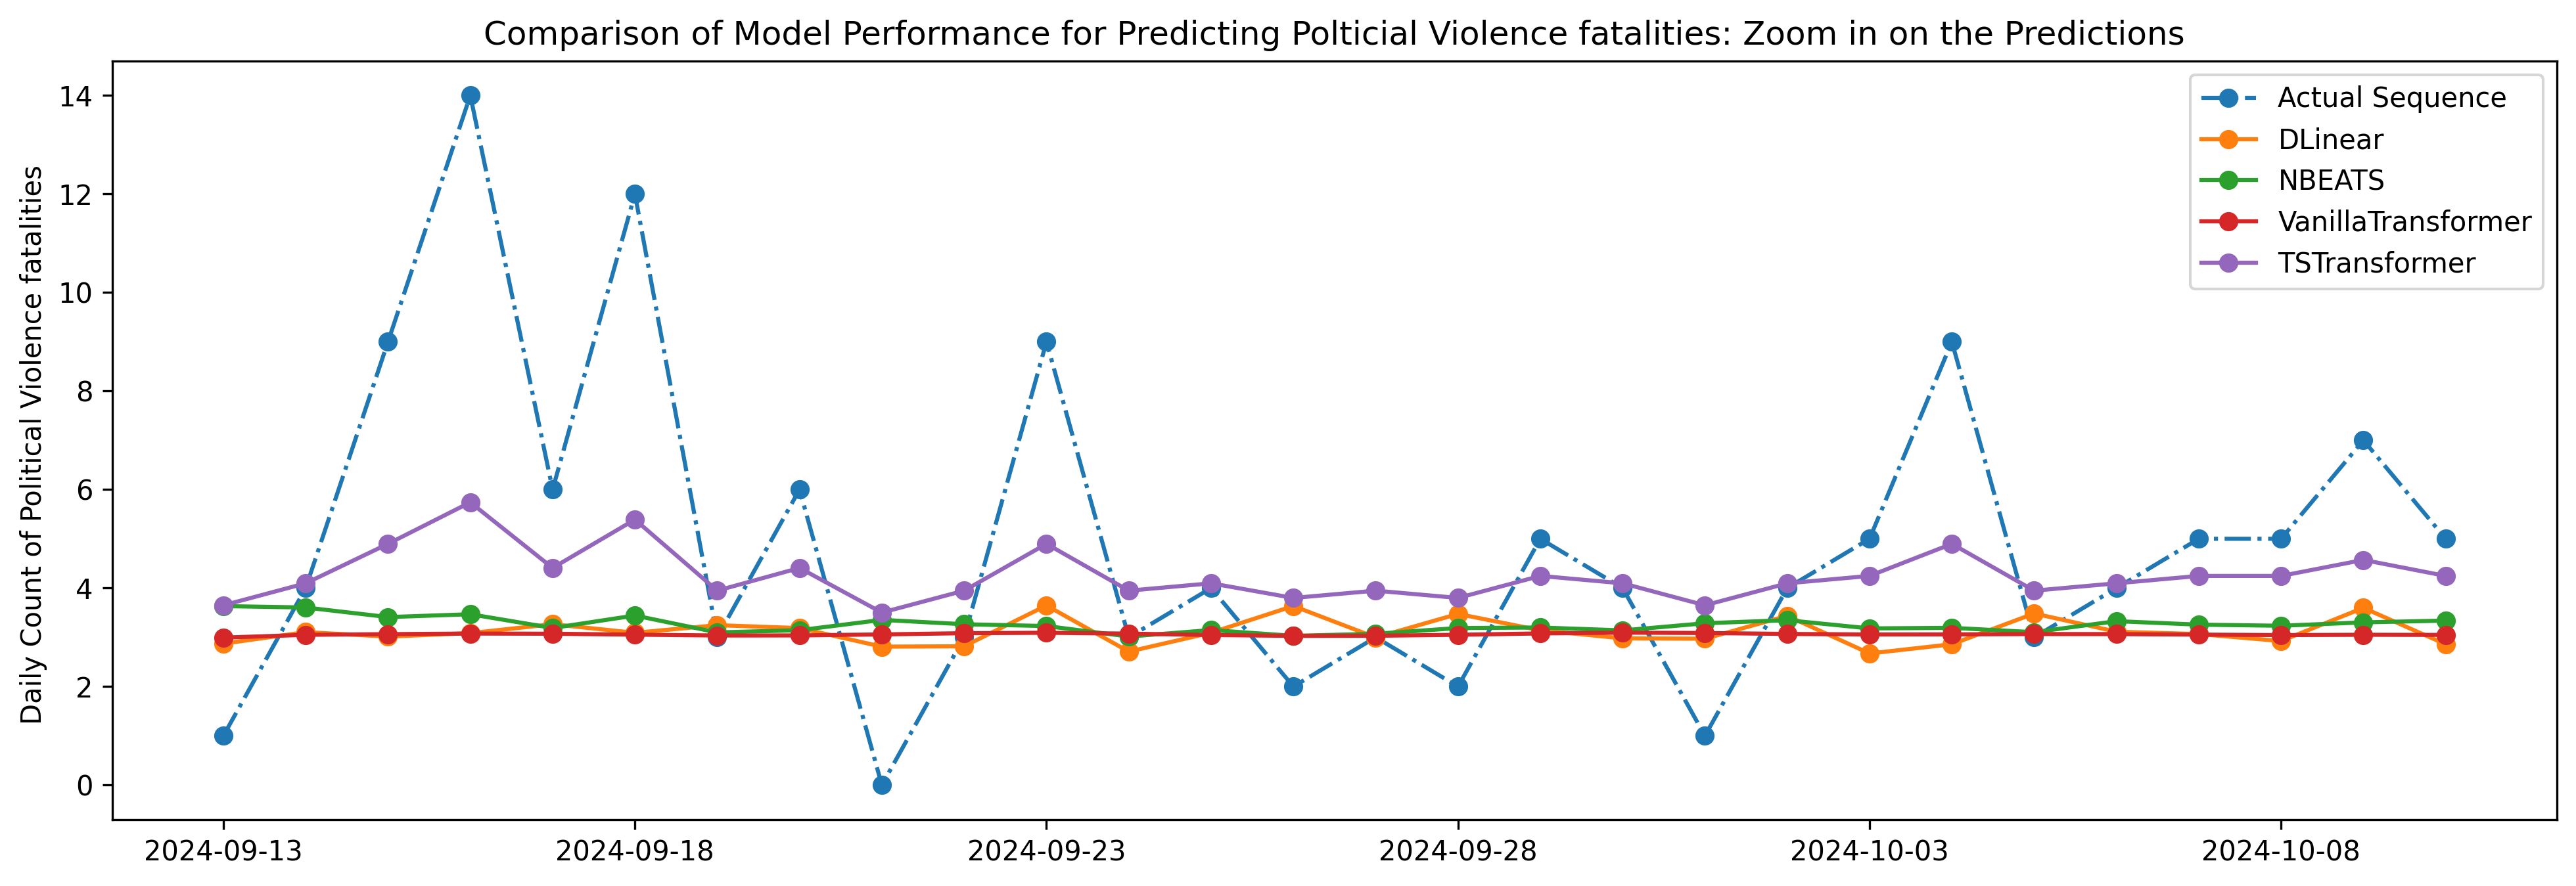 Comparison of Model Performance for Predicting Polticial Violence fatalities: Zoom in on the Predictions
Daily Count of Political Violence fatalities
14
12
10
8
6
4
2
0
Actual Sequence
DLinear
NBEATS
VanillaTransformer
TSTransformer
2024-09-13
2024-09-18
2024-09-23
2024-09-28
2024-10-03
2024-10-08